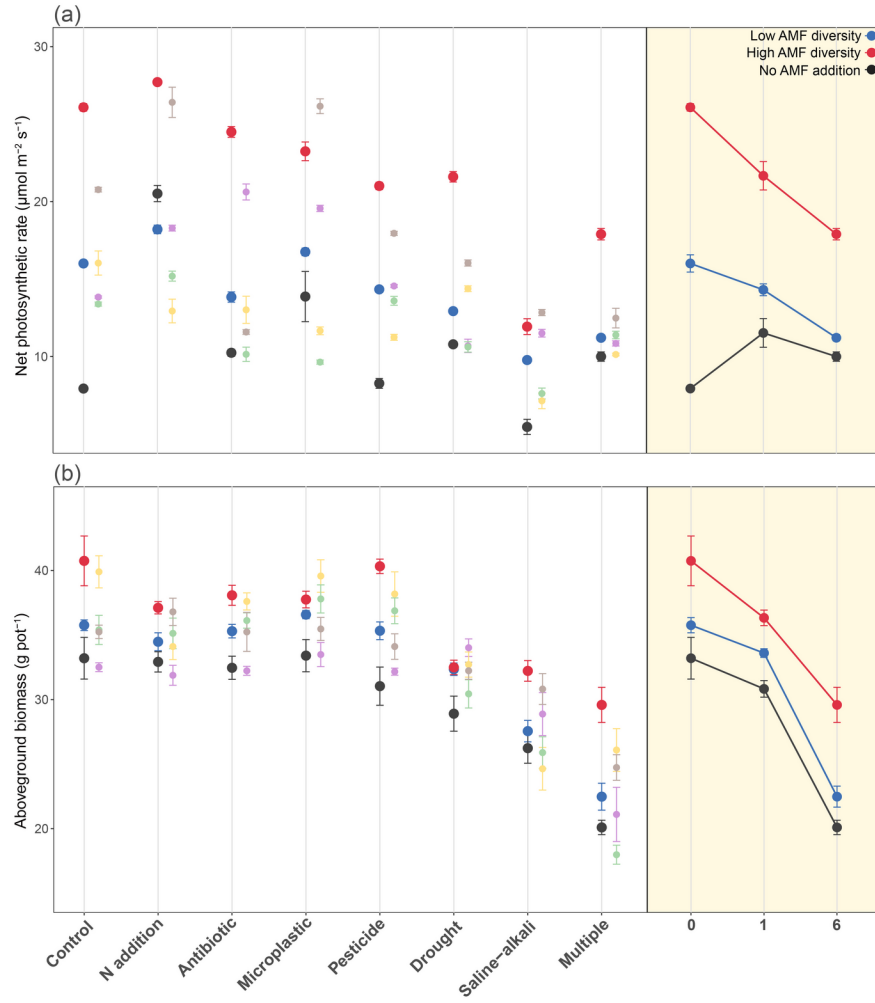 (a)
Low AMF diversity
High AMF diversity
No AMF addition
Net photosynthetic rate (μmol m⁻² s⁻¹)
30
20
10
(b)
Aboveground biomass (g pot⁻¹)
40
30
20
Control
N addition
Antibiotic
Microplastic
Pesticide
Drought
Saline−alkali
Multiple
0
1
6